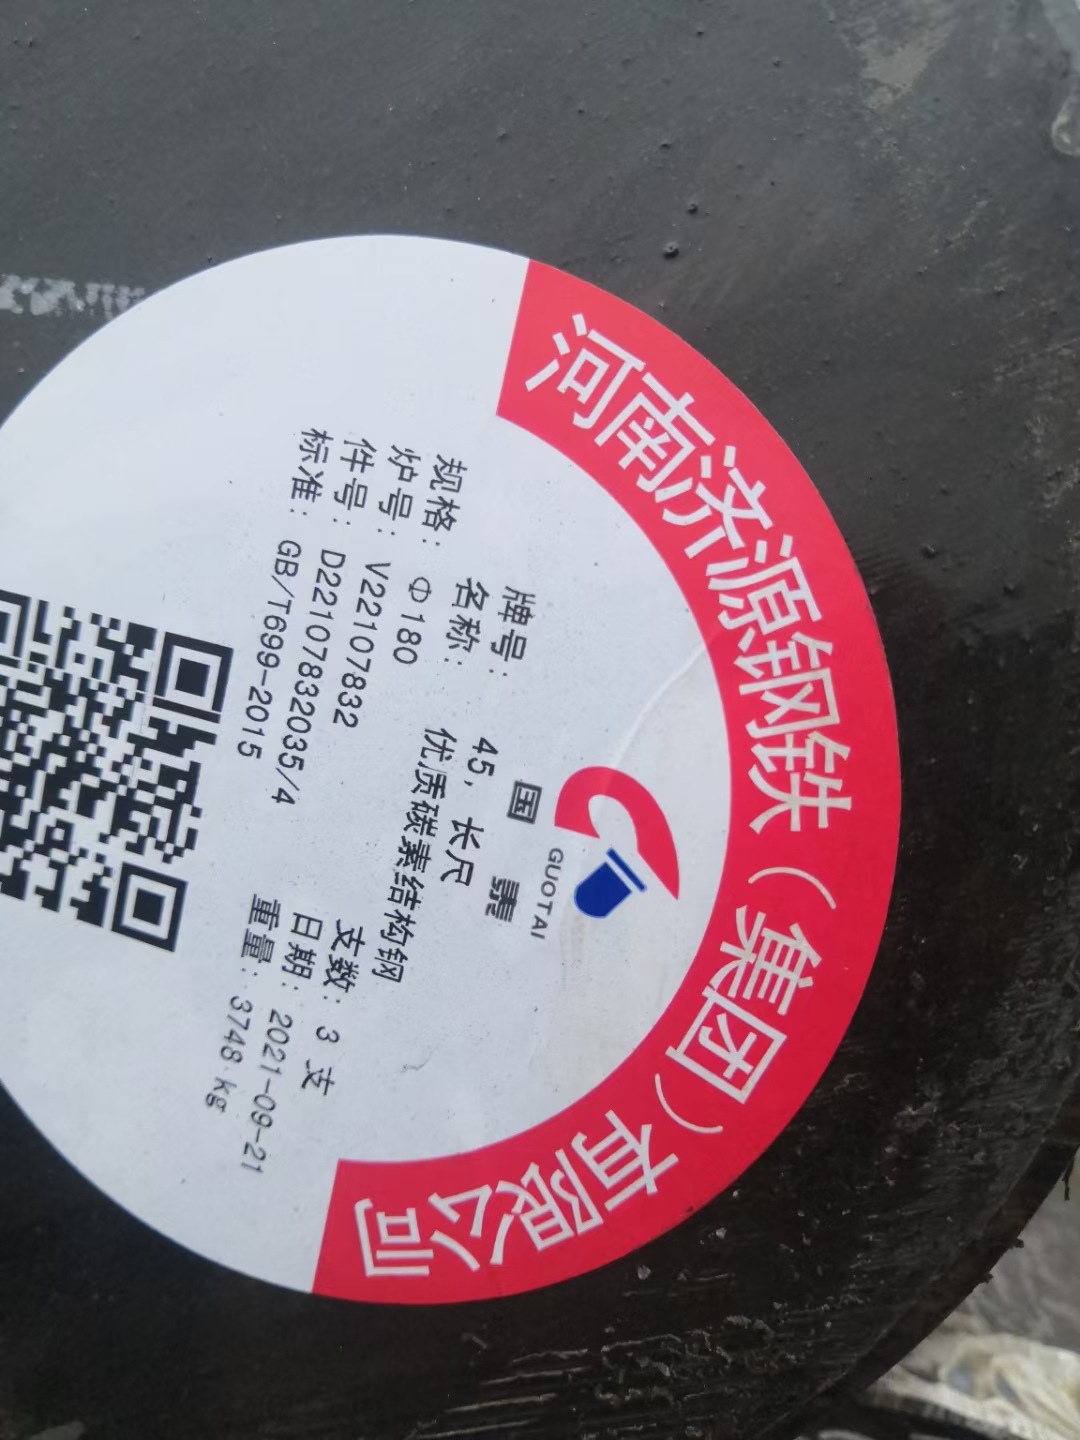 河南济源钢铁（集团）有限公司
GUOTAI
国泰
牌号： 45，长尺
名称： 优质碳素结构钢
规格： Φ180
炉号： V22107832
件号： D22107832035/4
标准： GB/T699-2015
支数： 3 支
日期： 2021-09-21
重量： 3748 kg